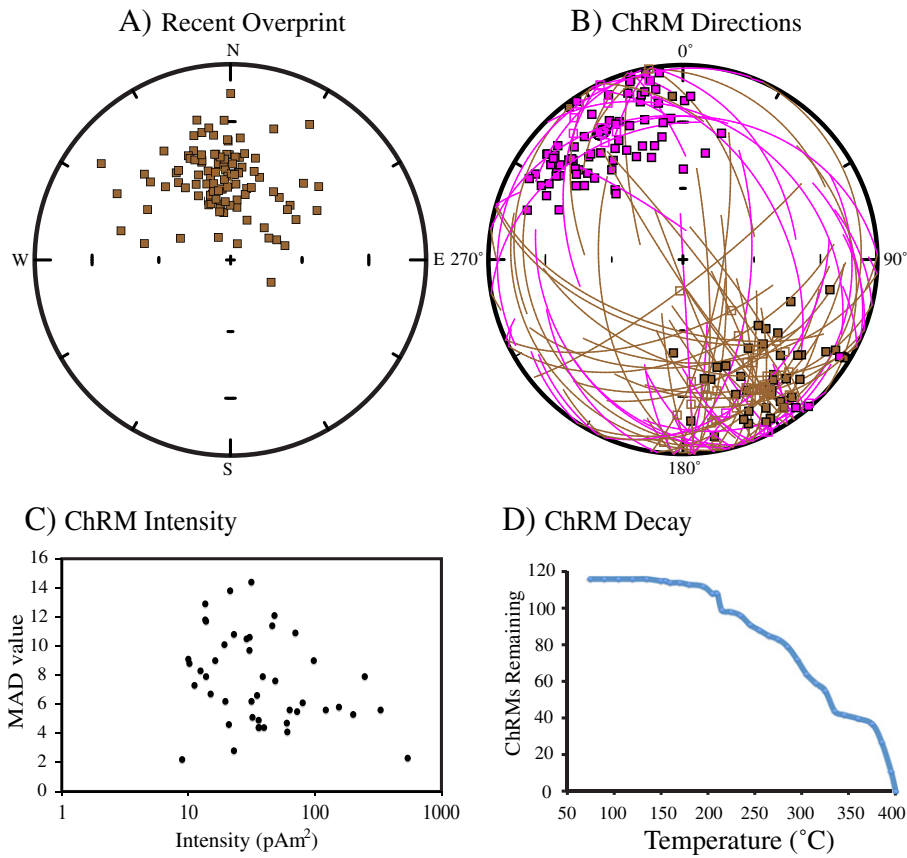 A) Recent Overprint
B) ChRM Directions
N
0°
W
E
270°
90°
S
180°
C) ChRM Intensity
D) ChRM Decay
MAD value
16
14
12
10
8
6
4
2
0
1
10
100
1000
Intensity (pAm²)
ChRMs Remaining
120
100
80
60
40
20
0
50
100
150
200
250
300
350
400
Temperature (°C)